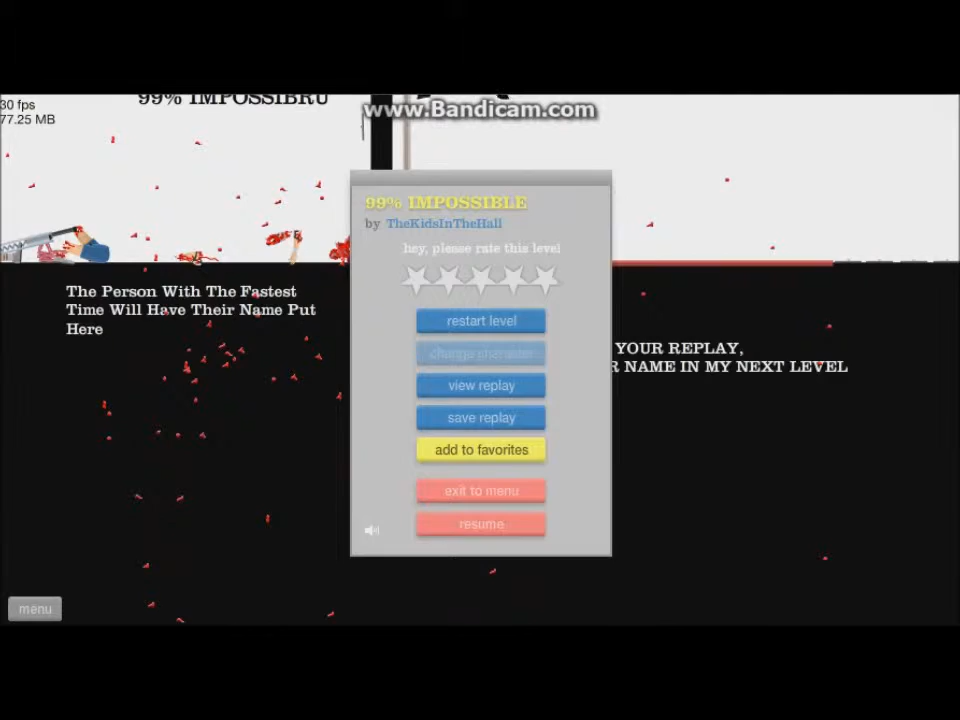 99% IMPOSSIBRU
www.Bandicam.com
30 fps
77.25 MB
99% IMPOSSIBLE
by TheKidsInTheHall
hey, please rate this level
The Person With The Fastest
Time Will Have Their Name Put
Here
restart level
change character
view replay
save replay
add to favorites
exit to menu
resume
YOUR REPLAY,
R NAME IN MY NEXT LEVEL
menu